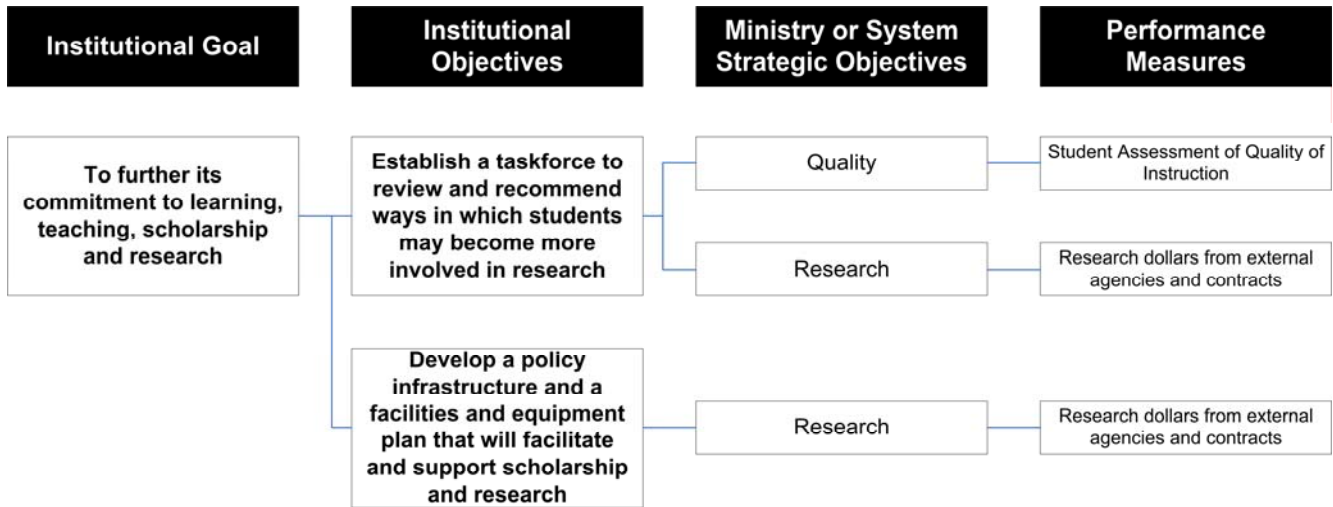 Institutional Goal
Institutional
Objectives
Ministry or System
Strategic Objectives
Performance
Measures
To further its
commitment to learning,
teaching, scholarship
and research
Establish a taskforce to
review and recommend
ways in which students
may become more
involved in research
Quality
Student Assessment of Quality of
Instruction
Research
Research dollars from external
agencies and contracts
Develop a policy
infrastructure and a
facilities and equipment
plan that will facilitate
and support scholarship
and research
Research
Research dollars from external
agencies and contracts